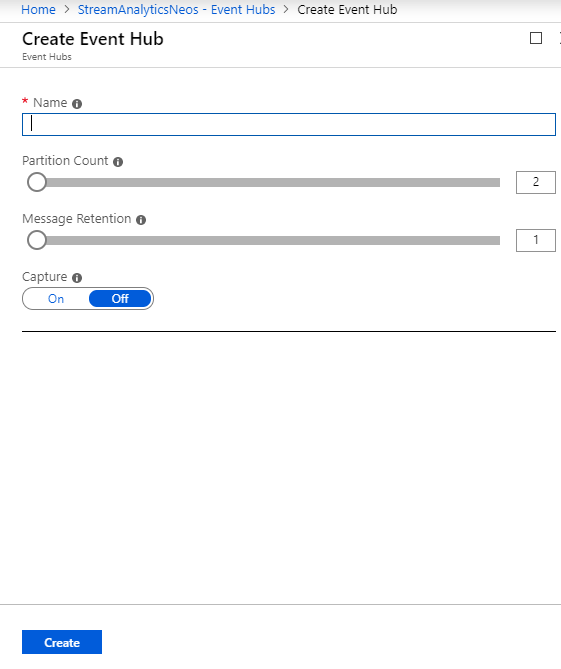 Home > StreamAnalyticsNeos - Event Hubs > Create Event Hub
Create Event Hub
Event Hubs
* Name
Partition Count
2
Message Retention
1
Capture
On Off
Create